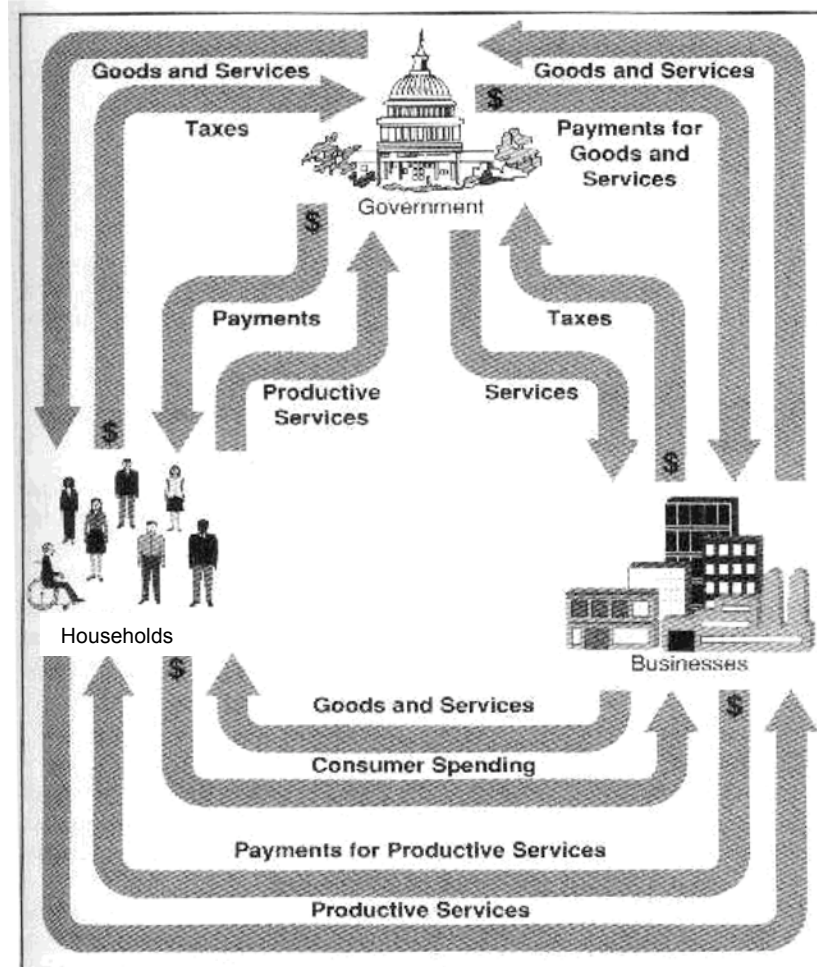 Goods and Services
Goods and Services
$
Taxes
Payments for
Goods and
Services
Government
$
Payments
Taxes
Productive
Services
Services
$
$
Households
Businesses
$
$
Goods and Services
Consumer Spending
Payments for Productive Services
Productive Services